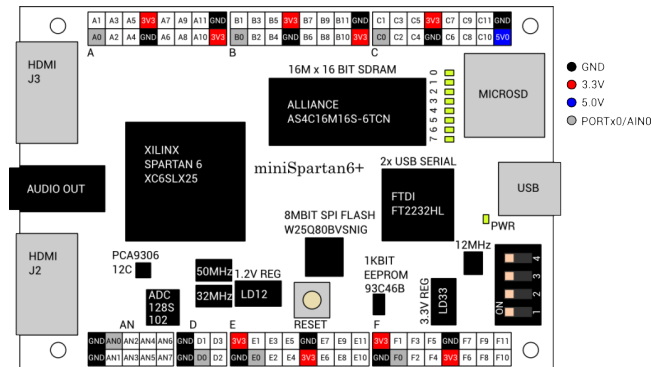 A1 A3 A5 3V3 A7 A9 A11 GND B1 B3 B5 3V3 B7 B9 B11 GND C1 C3 C5 3V3 C7 C9 C11 GND
A0 A2 A4 GND A6 A8 A10 3V3 B0 B2 B4 GND B6 B8 B10 3V3 C0 C2 C4 GND C6 C8 C10 5V0
A B C
HDMI
J3
16M x 16 BIT SDRAM
ALLIANCE
AS4C16M16S-6TCN
7 6 5 4 3 2 1 0
MICROSD
GND
3.3V
5.0V
PORTx0/AIN0
XILINX
SPARTAN 6
XC6SLX25
miniSpartan6+
2x USB SERIAL
FTDI
FT2232HL
AUDIO OUT
USB
PWR
8MBIT SPI FLASH
W25Q80BVSNIG
HDMI
J2
PCA9306
12C
50MHz
32MHz
1.2V REG
LD12
ADC
128S
102
RESET
1KBIT
EEPROM
93C46B
3.3V REG
LD33
12MHz
ON
1 2 3 4
AN D E F
GND AN0 AN2 AN4 AN6 GND D1 D3 3V3 E1 E3 E5 GND E7 E9 E11 3V3 F1 F3 F5 GND F7 F9 F11
GND AN1 AN3 AN5 AN7 GND D0 D2 GND E0 E2 E4 3V3 E6 E8 E10 GND F0 F2 F4 3V3 F6 F8 F10